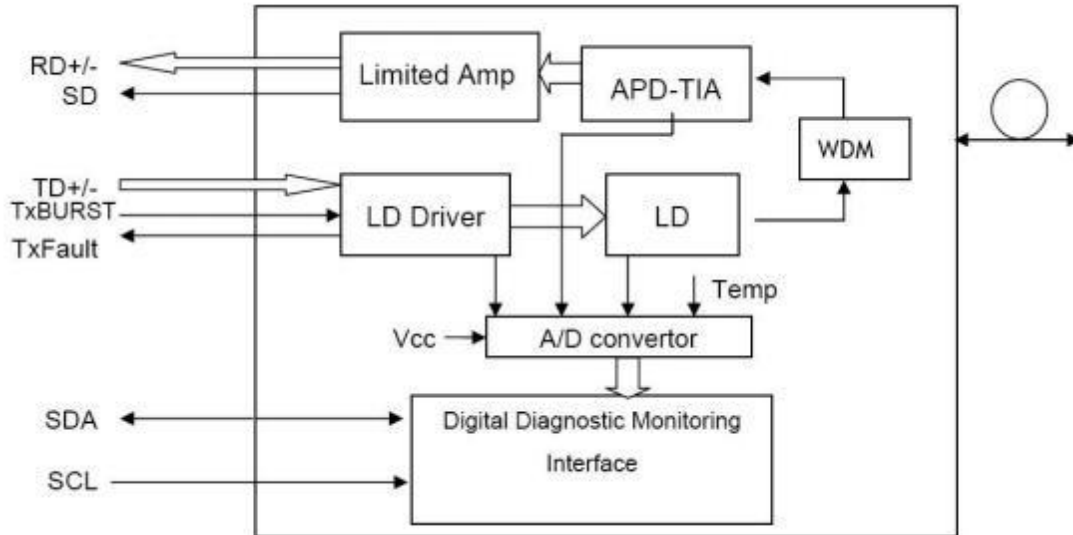 RD+/-
SD
Limited Amp
APD-TIA
WDM
TD+/-
TxBURST
TxFault
LD Driver
LD
Temp
Vcc
A/D convertor
SDA
SCL
Digital Diagnostic Monitoring
Interface